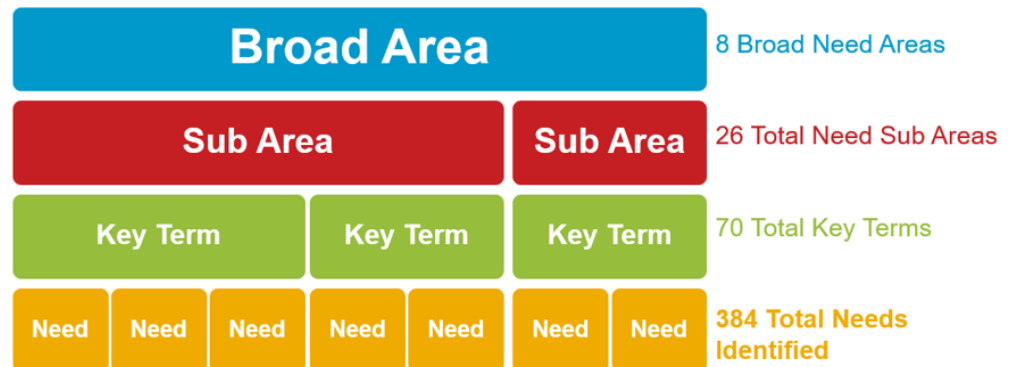 Broad Area
8 Broad Need Areas
Sub Area
Sub Area
26 Total Need Sub Areas
Key Term
Key Term
Key Term
70 Total Key Terms
Need
Need
Need
Need
Need
Need
Need
384 Total Needs
Identified